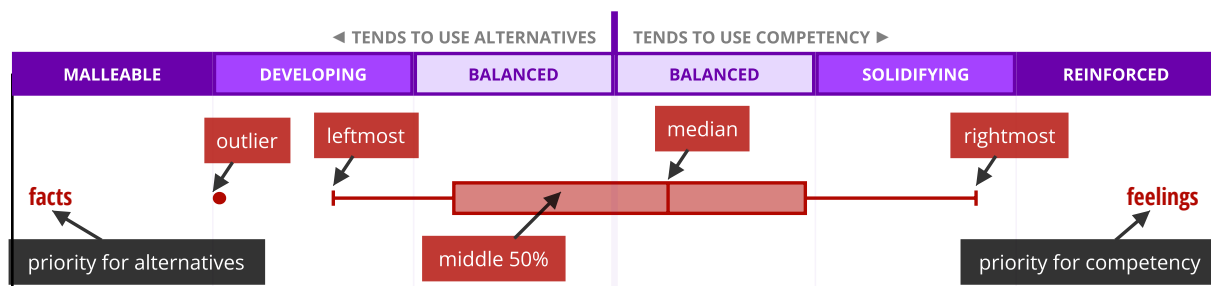 ◄ TENDS TO USE ALTERNATIVES
TENDS TO USE COMPETENCY ►
MALLEABLE
DEVELOPING
BALANCED
BALANCED
SOLIDIFYING
REINFORCED
outlier
leftmost
median
rightmost
facts
feelings
priority for alternatives
middle 50%
priority for competency